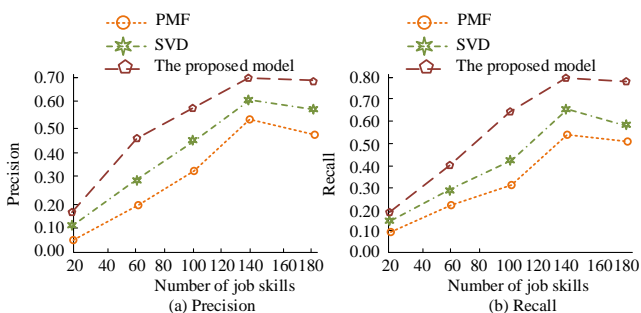 PMF
SVD
The proposed model
0.70
0.60
0.50
0.40
0.30
0.20
0.10
0.00
Precision
20 40 60 80 100 120 140 160 180
Number of job skills
(a) Precision
PMF
SVD
The proposed model
0.80
0.70
0.60
0.50
0.40
0.30
0.20
0.10
0.00
Recall
20 40 60 80 100 120 140 160 180
Number of job skills
(b) Recall